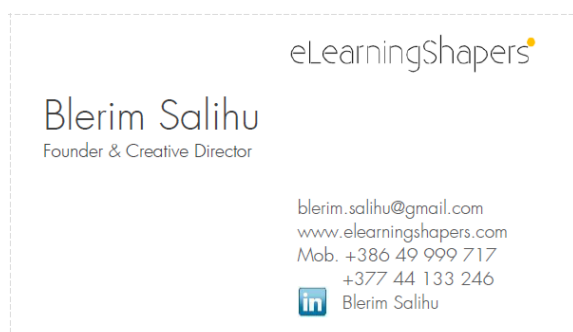 eLearningShapers
Blerim Salihu
Founder & Creative Director
blerim.salihu@gmail.com
www.elearningshapers.com
Mob. +386 49 999 717
+377 44 133 246
in Blerim Salihu